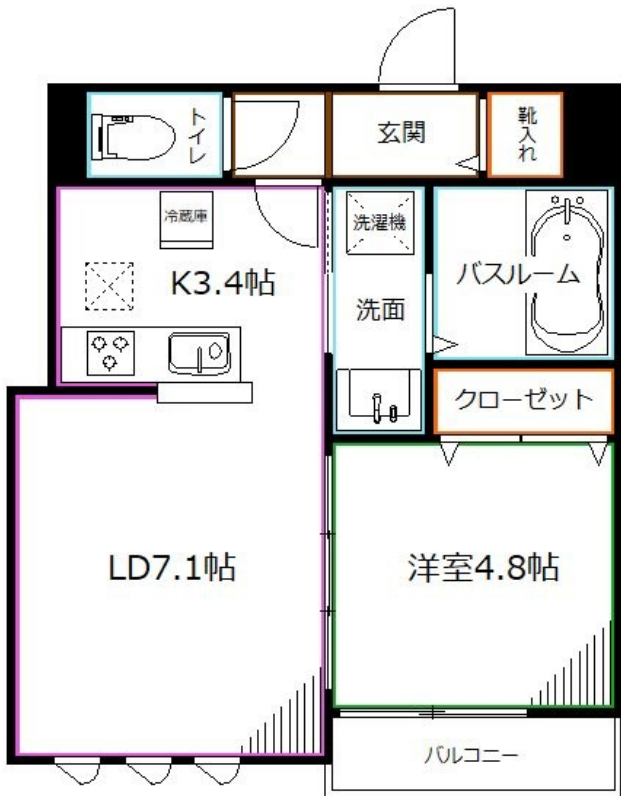 トイレ
玄関
靴入れ
冷蔵庫
洗濯機
K3.4帖
洗面
バスルーム
クローゼット
LD7.1帖
洋室4.8帖
バルコニー